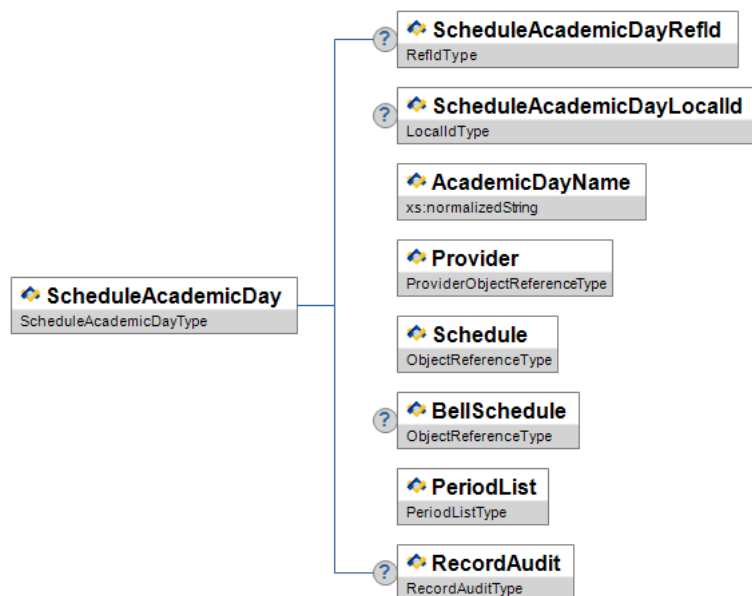 ?
ScheduleAcademicDayRefId
RefIdType
?
ScheduleAcademicDayLocalId
LocalIdType
AcademicDayName
xs:normalizedString
Provider
ProviderObjectReferenceType
ScheduleAcademicDay
ScheduleAcademicDayType
Schedule
ObjectReferenceType
?
BellSchedule
ObjectReferenceType
PeriodList
PeriodListType
?
RecordAudit
RecordAuditType